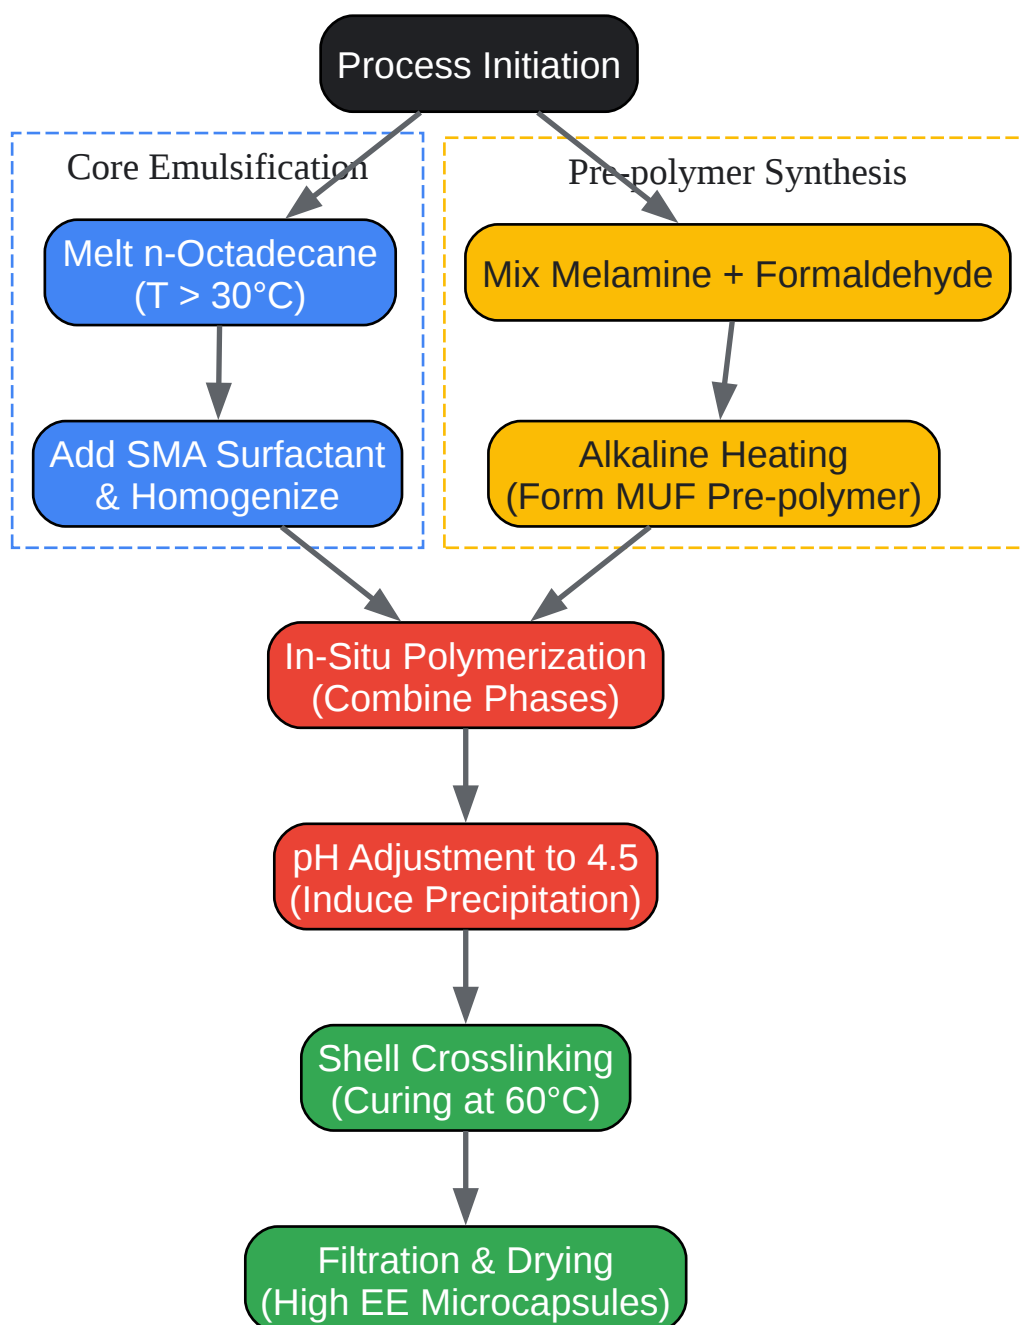 Process Initiation
Core Emulsification
Pre-polymer Synthesis
Melt n-Octadecane
(T > 30°C)
Mix Melamine + Formaldehyde
Add SMA Surfactant
& Homogenize
Alkaline Heating
(Form MUF Pre-polymer)
In-Situ Polymerization
(Combine Phases)
pH Adjustment to 4.5
(Induce Precipitation)
Shell Crosslinking
(Curing at 60°C)
Filtration & Drying
(High EE Microcapsules)